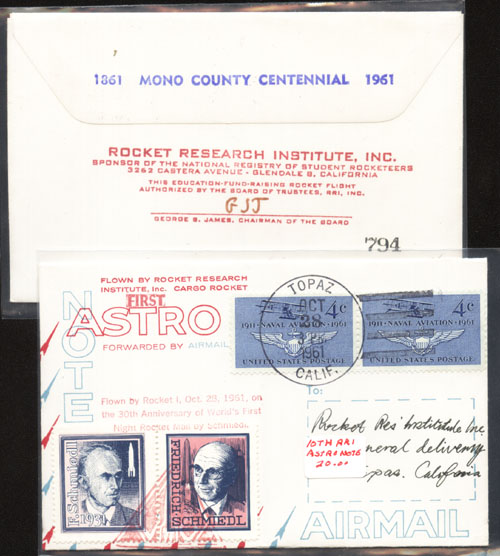 1861 MONO COUNTY CENTENNIAL 1961
ROCKET RESEARCH INSTITUTE, INC.
SPONSOR OF THE NATIONAL REGISTRY OF STUDENT ROCKETEERS
3262 CASTERA AVENUE - GLENDALE 8, CALIFORNIA
THIS EDUCATION-FUND-RAISING ROCKET FLIGHT
AUTHORIZED BY THE BOARD OF TRUSTEES, RRI, INC.
GSJ
GEORGE S. JAMES, CHAIRMAN OF THE BOARD
794
FLOWN BY ROCKET RESEARCH
INSTITUTE, Inc. CARGO ROCKET
FIRST
ASTRO
NOTE
FORWARDED BY AIRMAIL
TOPAZ
OCT
28
1961
CALIF.
4c
1911·NAVAL AVIATION·1961
UNITED STATES POSTAGE
4c
1911·NAVAL AVIATION·1961
UNITED STATES POSTAGE
Flown by Rocket I, Oct. 28, 1961, on
the 30th Anniversary of World's First
Night Rocket Mail by Schmiedl.
F. Schmiedl
1931
FRIEDRICH
SCHMIEDL
TO:
Rocket Res' Institute Inc
neral delivery
California
10TH RRI
ASTRO NOTE
20.00
AIRMAIL